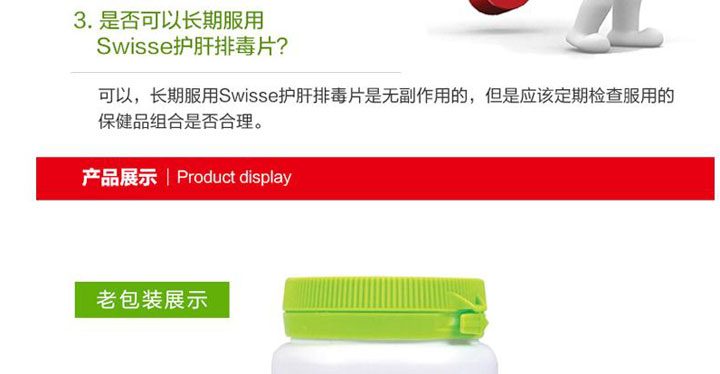 3. 是否可以长期服用
Swisse护肝排毒片?
可以，长期服用Swisse护肝排毒片是无副作用的，但是应该定期检查服用的
保健品组合是否合理。
产品展示 | Product display
老包装展示